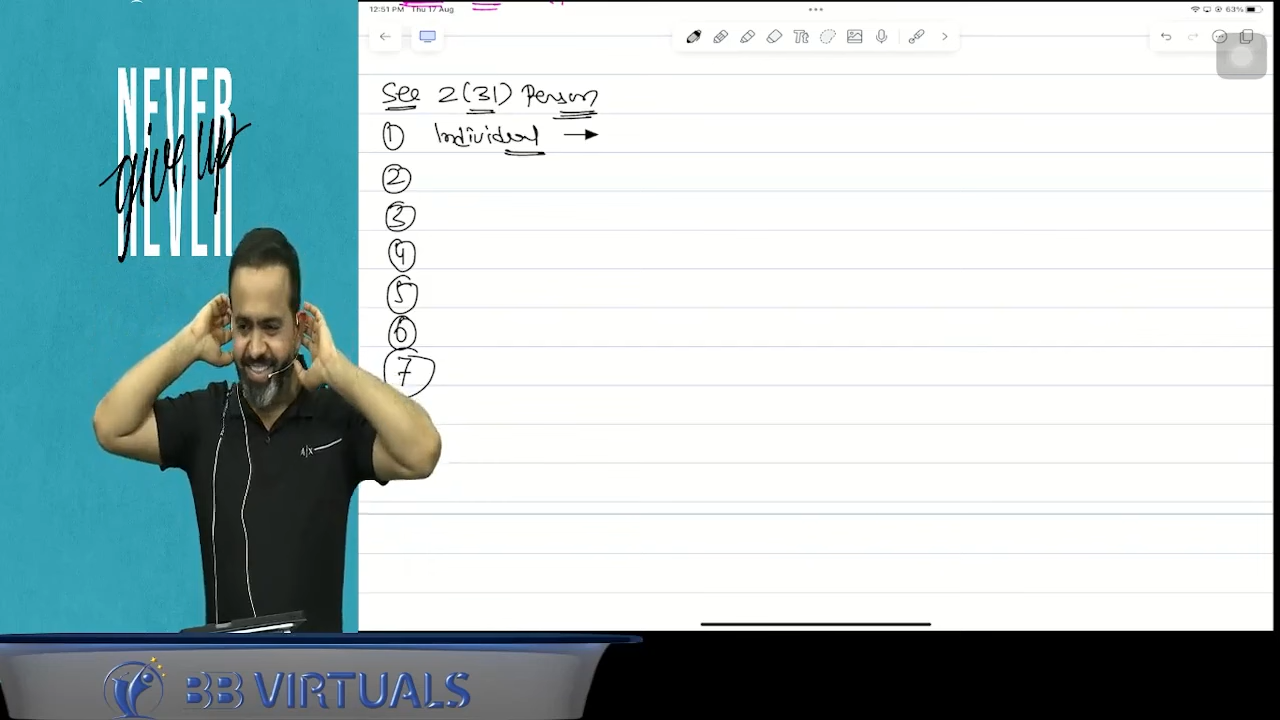 12:51 PM Thu 17 Aug
63%
Tt
NEVER
give up
NEVER
See 2(31) Person
① Individual →
②
③
④
⑤
⑥
⑦
A|X
BB VIRTUALS